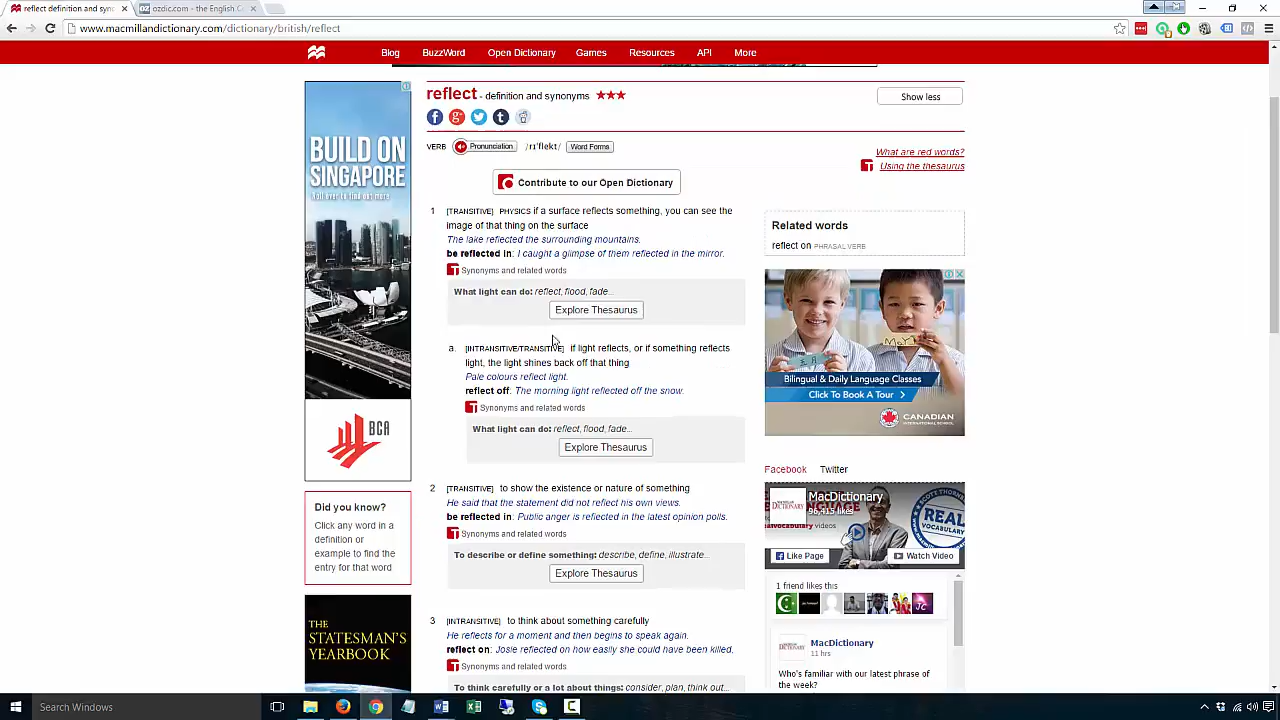 reflect definition and syno
ozdic.com - the English C
www.macmillandictionary.com/dictionary/british/reflect
Blog
BuzzWord
Open Dictionary
Games
Resources
API
More
reflect - definition and synonyms ★★★
Show less
VERB Pronunciation /rɪˈflekt/ Word Forms
What are red words?
Using the thesaurus
Contribute to our Open Dictionary
1 [TRANSITIVE] PHYSICS if a surface reflects something, you can see the
image of that thing on the surface
The lake reflected the surrounding mountains.
be reflected in: I caught a glimpse of them reflected in the mirror.
Synonyms and related words
What light can do: reflect, flood, fade...
Explore Thesaurus
a. [INTRANSITIVE/TRANSITIVE] if light reflects, or if something reflects
light, the light shines back off that thing
Pale colours reflect light.
reflect off: The morning light reflected off the snow.
Synonyms and related words
What light can do: reflect, flood, fade...
Explore Thesaurus
2 [TRANSITIVE] to show the existence or nature of something
He said that the statement did not reflect his own views.
be reflected in: Public anger is reflected in the latest opinion polls.
Synonyms and related words
To describe or define something: describe, define, illustrate...
Explore Thesaurus
3 [INTRANSITIVE] to think about something carefully
He reflects for a moment and then begins to speak again.
reflect on: Josie reflected on how easily she could have been killed.
Synonyms and related words
To think carefully or a lot about things: consider, plan, think out...
BUILD ON
SINGAPORE
Roll over to find out more
BCA
Did you know?
Click any word in a
definition or
example to find the
entry for that word
THE
STATESMAN'S
YEARBOOK
Related words
reflect on PHRASAL VERB
五月
MAY
Bilingual & Daily Language Classes
Click To Book A Tour
CANADIAN
INTERNATIONAL SCHOOL
Facebook
Twitter
MacDictionary
96,415 likes
REAL
VOCABULARY
Like Page
Watch Video
1 friend likes this
MacDictionary
11 hrs
Who's familiar with our latest phrase of
the week?
Search Windows